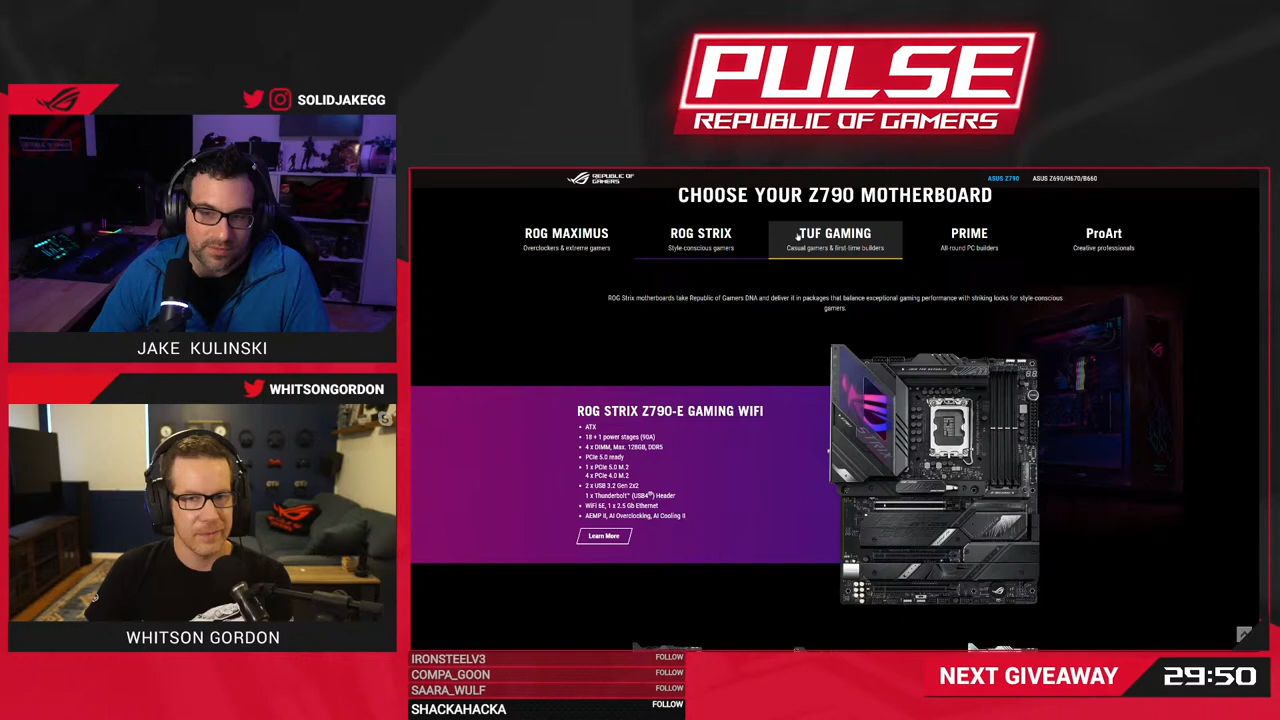 PULSE
REPUBLIC OF GAMERS
SOLIDJAKEGG
JAKE KULINSKI
WHITSONGORDON
WHITSON GORDON
REPUBLIC OF
GAMERS
ASUS Z790 ASUS Z690/H670/B660
CHOOSE YOUR Z790 MOTHERBOARD
ROG MAXIMUS
Overclockers & extreme gamers
ROG STRIX
Style-conscious gamers
TUF GAMING
Casual gamers & first-time builders
PRIME
All-round PC builders
ProArt
Creative professionals
ROG Strix motherboards take Republic of Gamers DNA and deliver it in packages that balance exceptional gaming performance with striking looks for style-conscious
gamers.
ROG STRIX Z790-E GAMING WIFI
• ATX
• 18 + 1 power stages (90A)
• 4 x DIMM, Max. 128GB, DDR5
• PCIe 5.0 ready
• 1 x PCIe 5.0 M.2
4 x PCIe 4.0 M.2
• 2 x USB 3.2 Gen 2x2
1 x Thunderbolt™ (USB4®) Header
• WiFi 6E, 1 x 2.5 Gb Ethernet
• AEMP II, AI Overclocking, AI Cooling II
Learn More
IRONSTEELV3 FOLLOW
COMPA_GOON FOLLOW
SAARA_WULF FOLLOW
SHACKAHACKA FOLLOW
NEXT GIVEAWAY 29:50